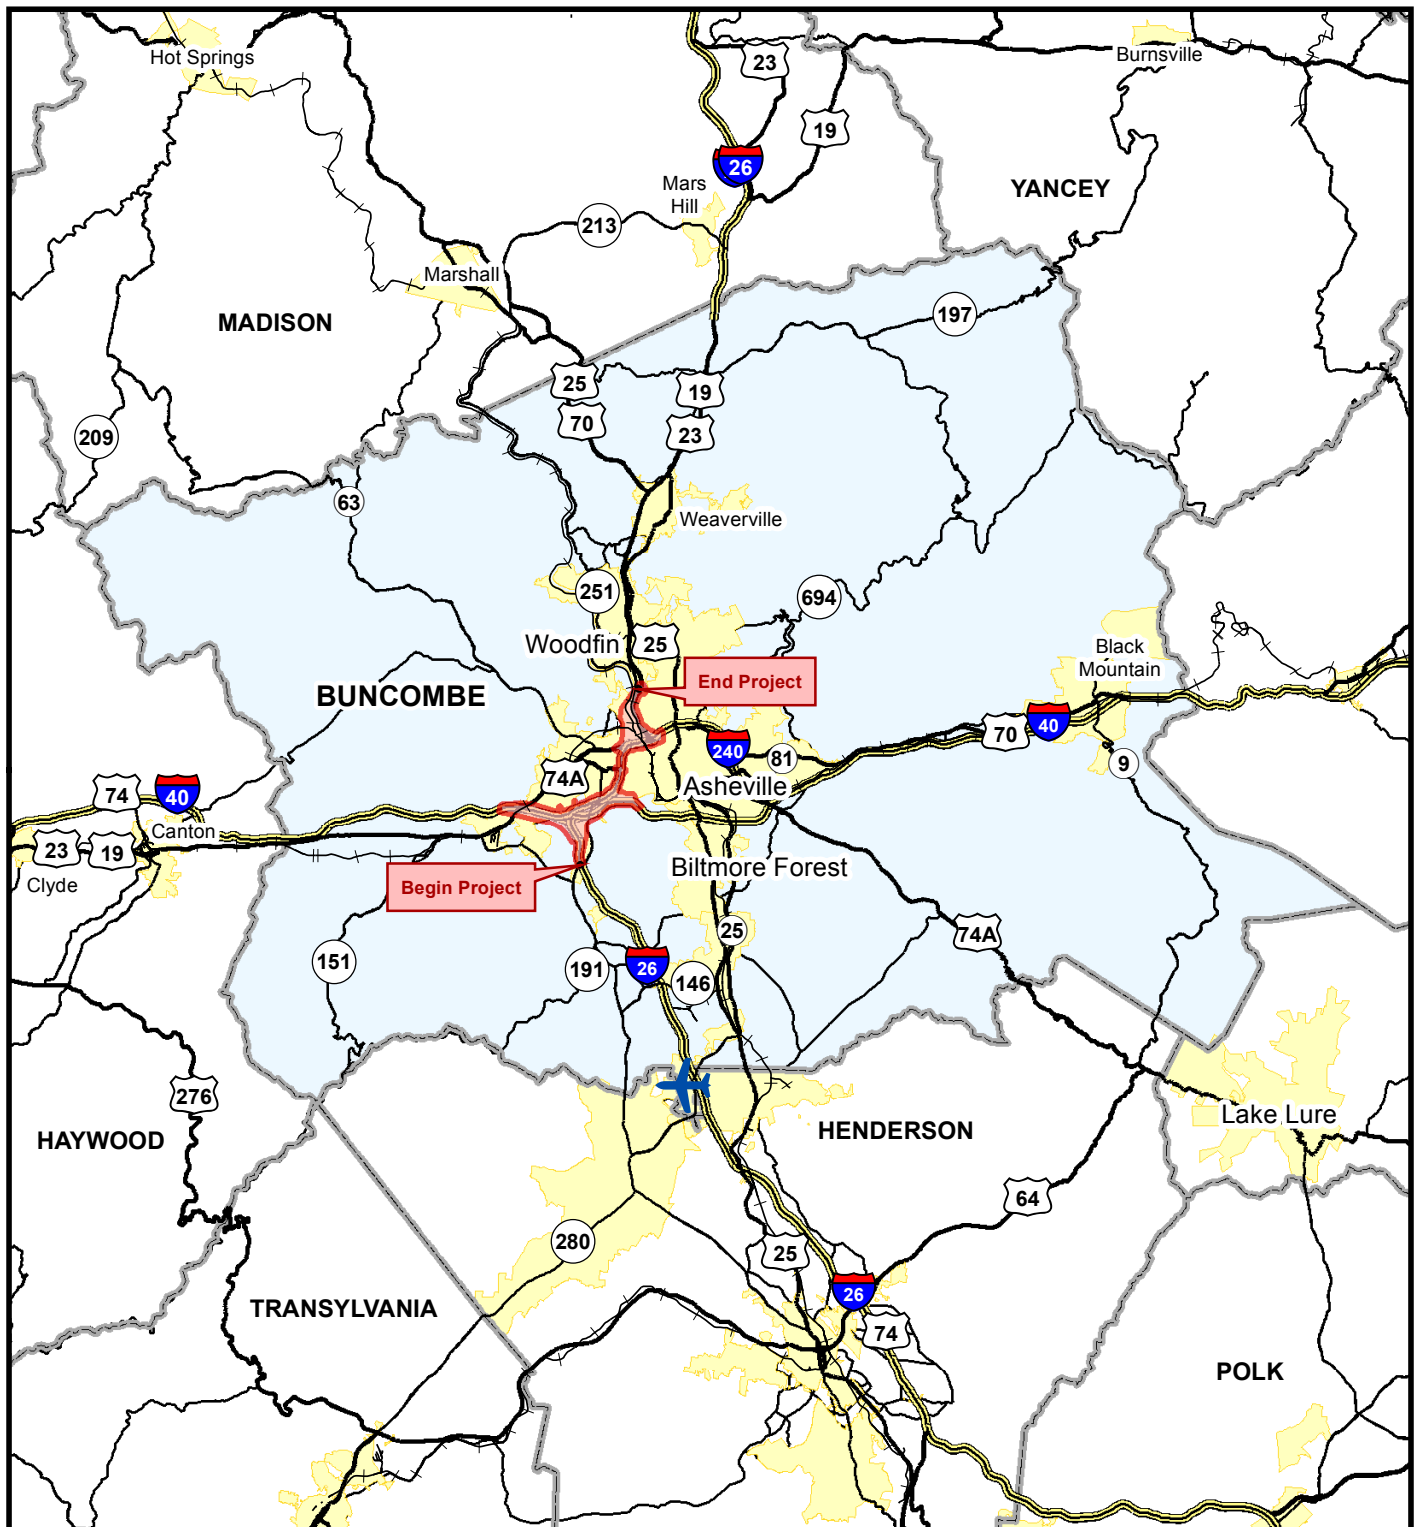 Hot Springs
23
Burnsville
19
26
Mars
Hill
YANCEY
213
Marshall
MADISON
197
25
19
70
23
209
63
Weaverville
251
694
Woodfin
25
Black
Mountain
End Project
BUNCOMBE
40
70
240
81
9
74A
74
40
Asheville
Canton
23
19
Clyde
Biltmore Forest
Begin Project
25
74A
151
191
26
146
276
HAYWOOD
HENDERSON
Lake Lure
64
280
25
26
TRANSYLVANIA
74
POLK